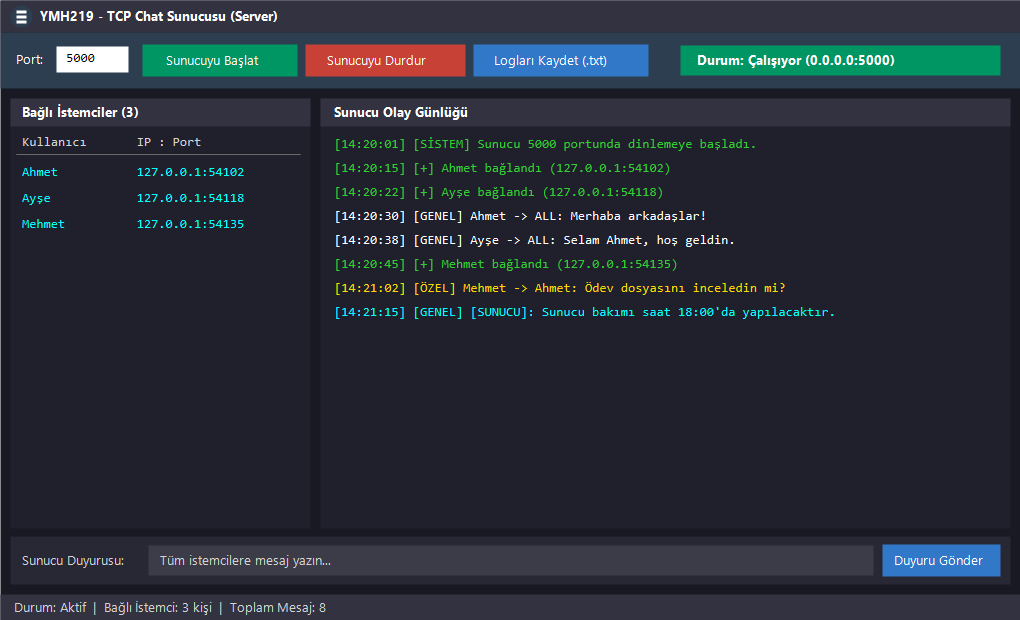 YMH219 - TCP Chat Sunucusu (Server)
Port: 5000 Sunucuyu Başlat Sunucuyu Durdur Logları Kaydet (.txt) Durum: Çalışıyor (0.0.0.0:5000)
Bağlı İstemciler (3)
Kullanıcı IP : Port
Ahmet 127.0.0.1:54102
Ayşe 127.0.0.1:54118
Mehmet 127.0.0.1:54135
Sunucu Olay Günlüğü
[14:20:01] [SİSTEM] Sunucu 5000 portunda dinlemeye başladı.
[14:20:15] [+] Ahmet bağlandı (127.0.0.1:54102)
[14:20:22] [+] Ayşe bağlandı (127.0.0.1:54118)
[14:20:30] [GENEL] Ahmet -> ALL: Merhaba arkadaşlar!
[14:20:38] [GENEL] Ayşe -> ALL: Selam Ahmet, hoş geldin.
[14:20:45] [+] Mehmet bağlandı (127.0.0.1:54135)
[14:21:02] [ÖZEL] Mehmet -> Ahmet: Ödev dosyasını inceledin mi?
[14:21:15] [GENEL] [SUNUCU]: Sunucu bakımı saat 18:00'da yapılacaktır.
Sunucu Duyurusu: Tüm istemcilere mesaj yazın... Duyuru Gönder
Durum: Aktif | Bağlı İstemci: 3 kişi | Toplam Mesaj: 8